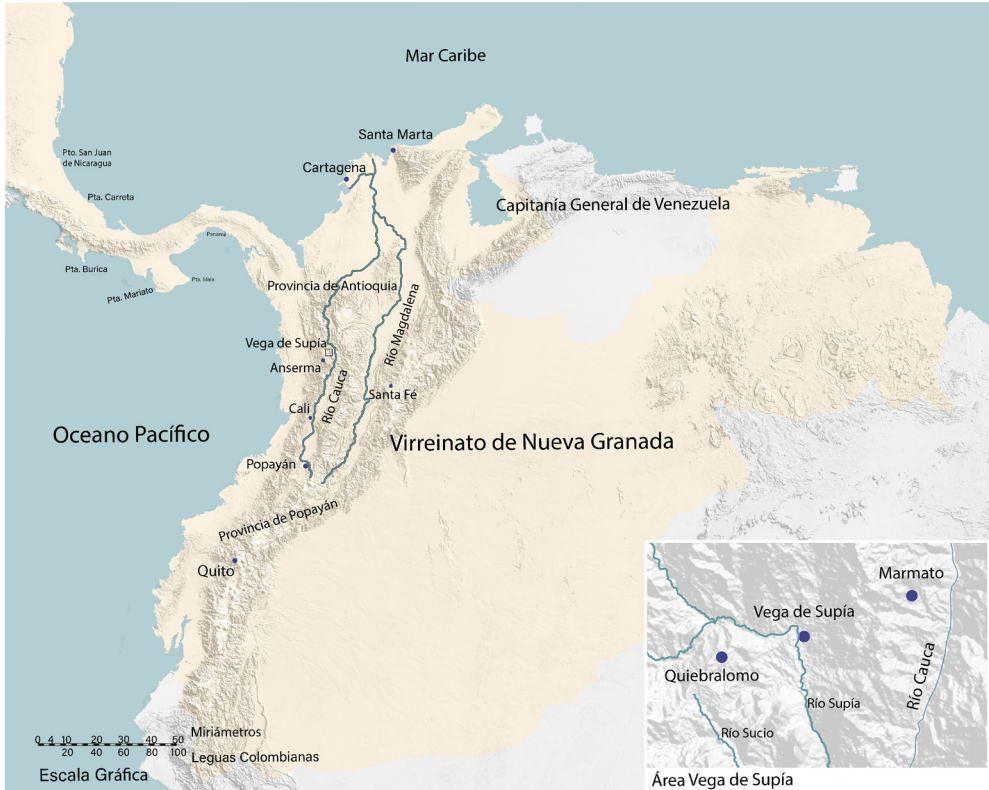 Mar Caribe
Santa Marta
Pto. San Juan
de Nicaragua
Cartagena
Pta. Carreta
Capitanía General de Venezuela
Panamá
Pta. Burica
Pta. Mala
Pta. Mariato
Provincia de Antioquia
Río Magdalena
Vega de Supía
Anserma
Río Cauca
Santa Fé
Cali
Oceano Pacífico
Virreinato de Nueva Granada
Popayán
Provincia de Popayán
Quito
Marmato
Vega de Supía
Quiebralomo
Río Cauca
Río Supía
Río Sucio
Miriámetros
0 4 10 20 30 40 50
20 40 60 80 100
Leguas Colombianas
Escala Gráfica
Área Vega de Supía